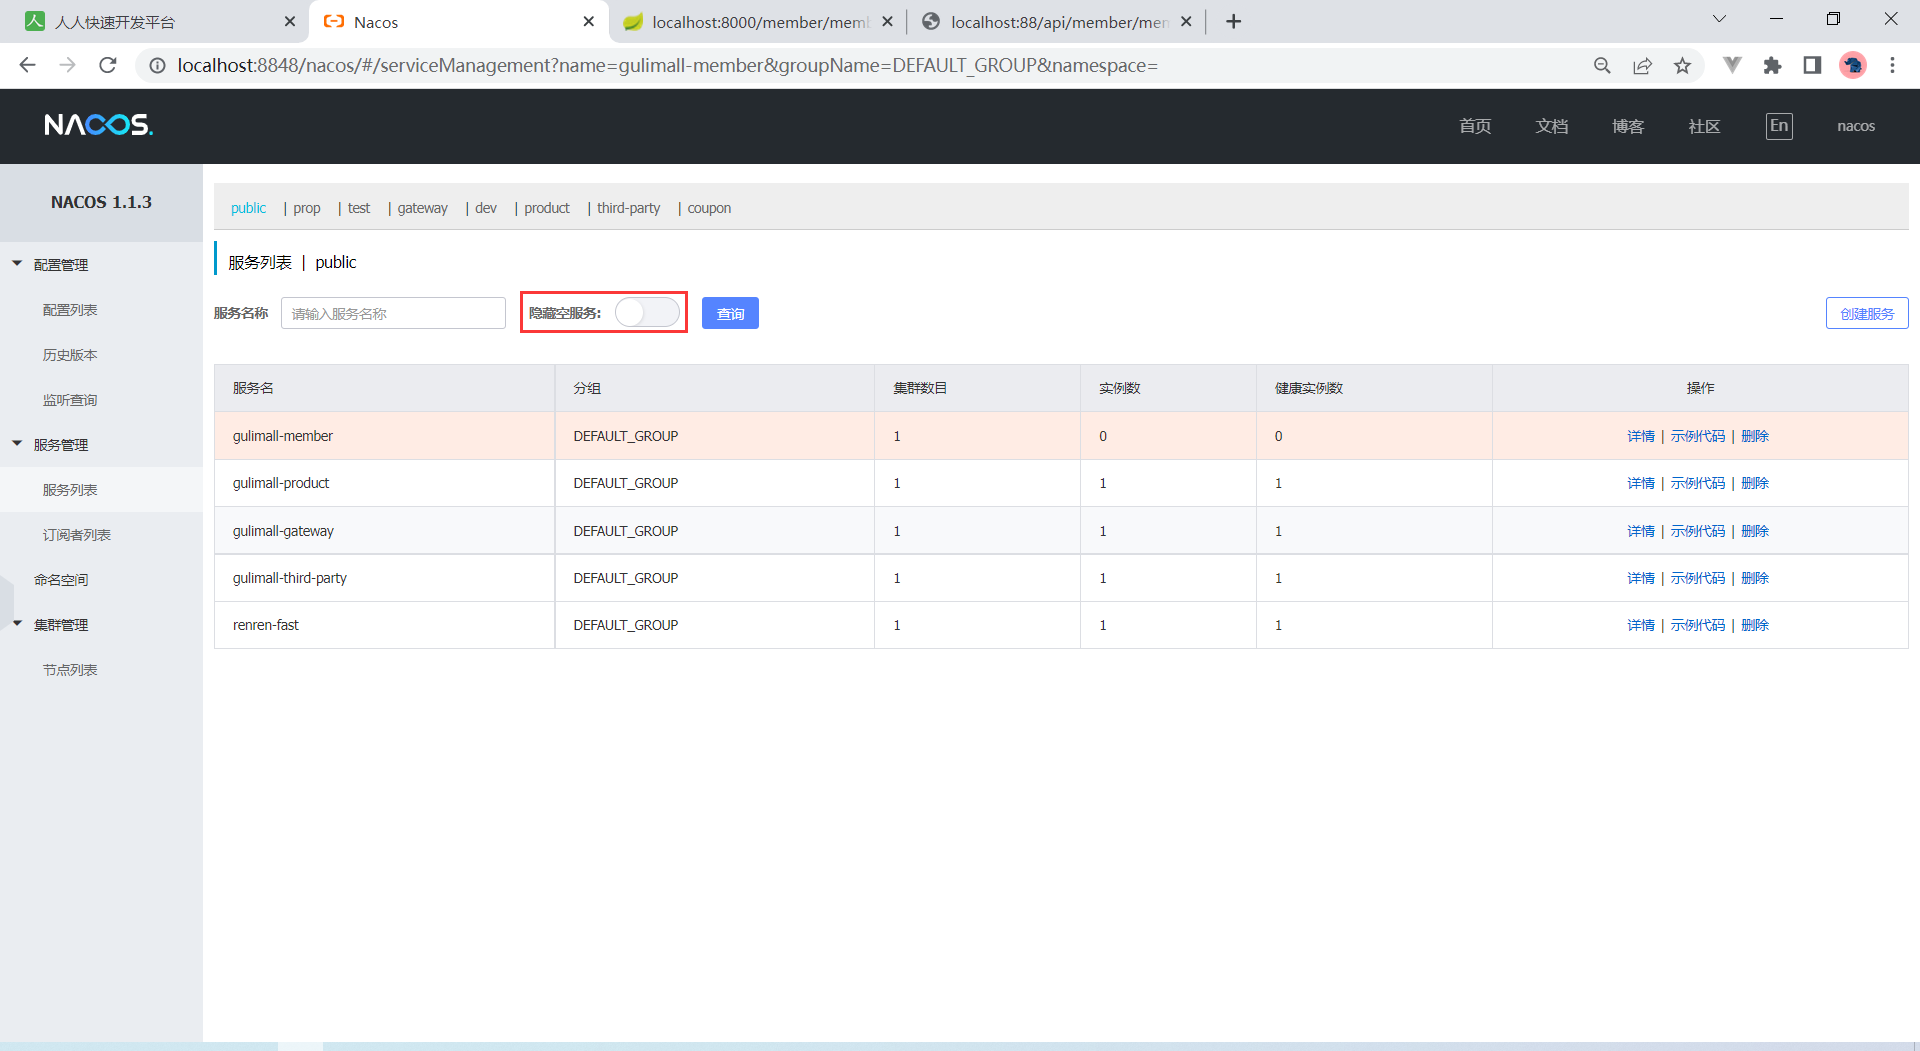 人人快速开发平台
Nacos
localhost:8000/member/memb
localhost:88/api/member/mem
localhost:8848/nacos/#/serviceManagement?name=gulimall-member&groupName=DEFAULT_GROUP&namespace=
NACOS.
首页 文档 博客 社区 En nacos
NACOS 1.1.3
配置管理
配置列表
历史版本
监听查询
服务管理
服务列表
订阅者列表
命名空间
集群管理
节点列表
public | prop | test | gateway | dev | product | third-party | coupon
服务列表 | public
服务名称 请输入服务名称 隐藏空服务: 查询 创建服务
服务名 分组 集群数目 实例数 健康实例数 操作
gulimall-member DEFAULT_GROUP 1 0 0 详情 | 示例代码 | 删除
gulimall-product DEFAULT_GROUP 1 1 1 详情 | 示例代码 | 删除
gulimall-gateway DEFAULT_GROUP 1 1 1 详情 | 示例代码 | 删除
gulimall-third-party DEFAULT_GROUP 1 1 1 详情 | 示例代码 | 删除
renren-fast DEFAULT_GROUP 1 1 1 详情 | 示例代码 | 删除